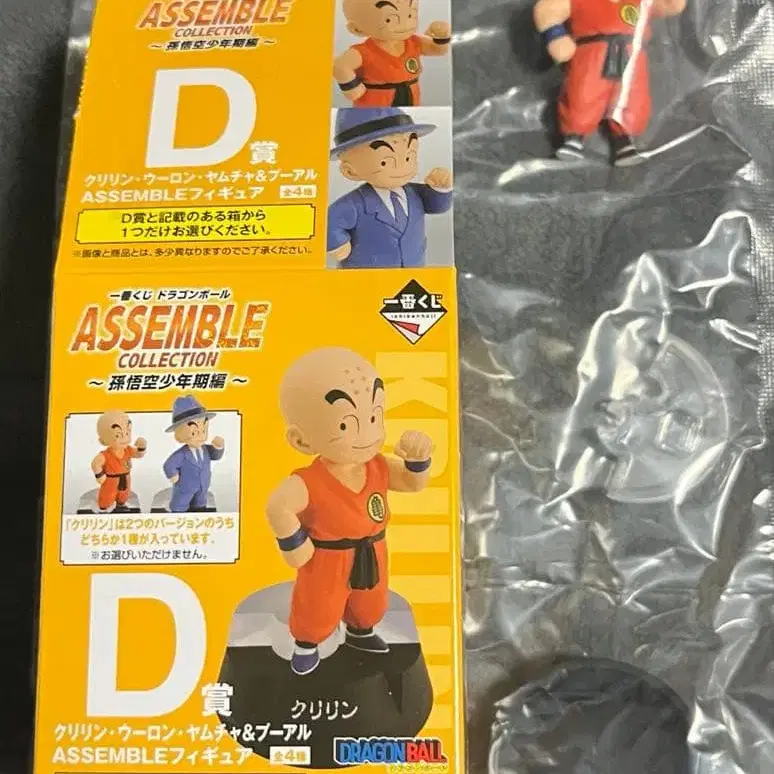 ASSEMBLE
COLLECTION
～ 孫悟空少年期編 ～
D賞
クリリン・ウーロン・ヤムチャ&プーアル
ASSEMBLEフィギュア 全4種
D賞と記載のある箱から
1つだけお選びください。
※画像と商品とは、多少異なりますのでご了承ください。
一番くじ ドラゴンボール
ASSEMBLE
COLLECTION
～ 孫悟空少年期編 ～
一番くじ
ichibankuji
KRILLIN
「クリリン」は2つのバージョンのうち
どちらか1種が入っています。
※お選びいただけません。
D賞
クリリン
クリリン・ウーロン・ヤムチャ&プーアル
ASSEMBLEフィギュア 全4種
DRAGONBALL